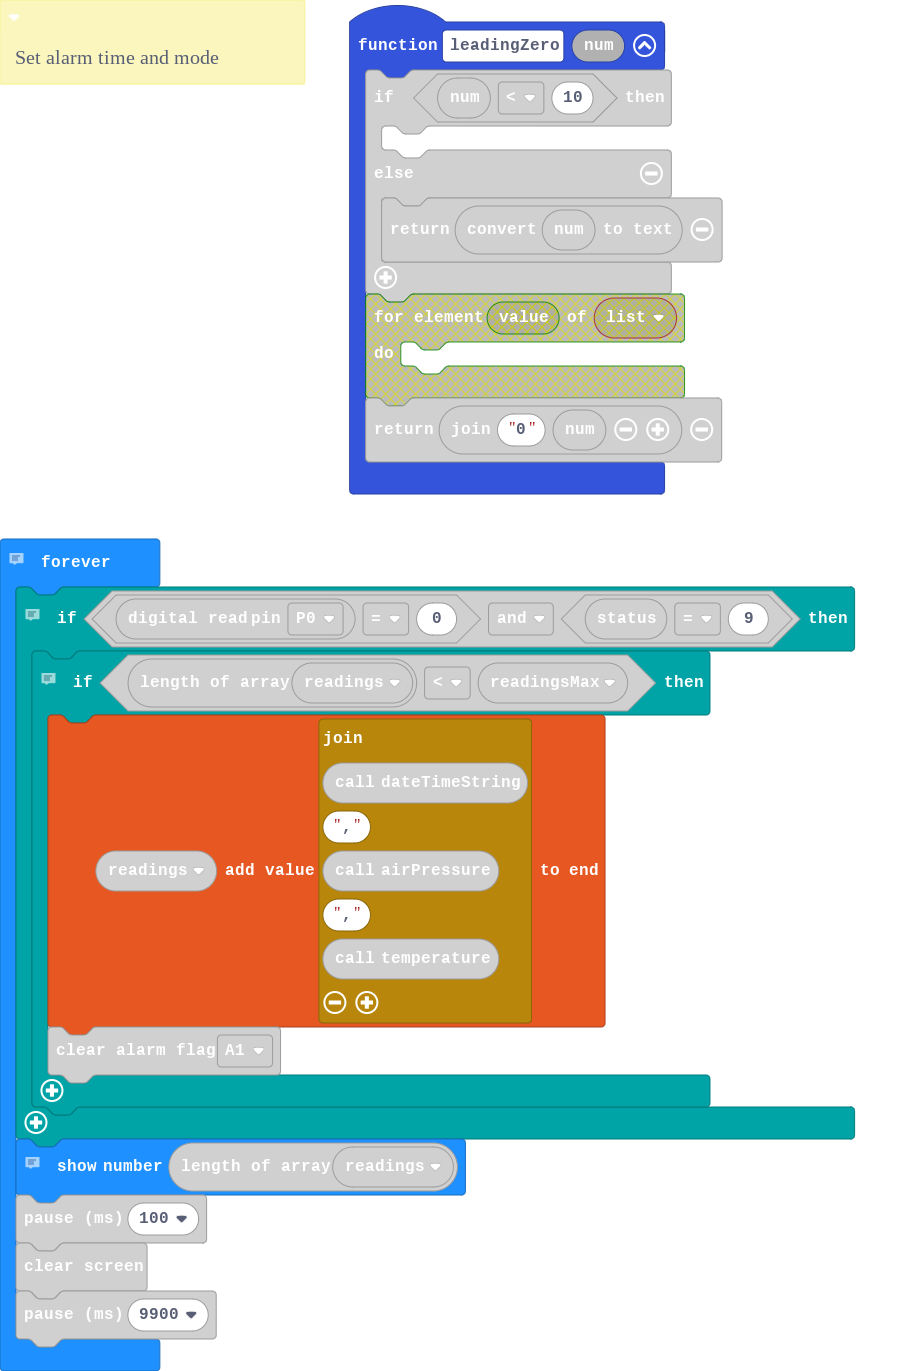 Set alarm time and mode
function leadingZero num
if num < 10 then
else
return convert num to text
for element value of list
do
return join "0" num
forever
if digital read pin P0 = 0 and status = 9 then
if length of array readings < readingsMax then
join
call dateTimeString
","
readings add value call airPressure to end
","
call temperature
clear alarm flag A1
show number length of array readings
pause (ms) 100
clear screen
pause (ms) 9900